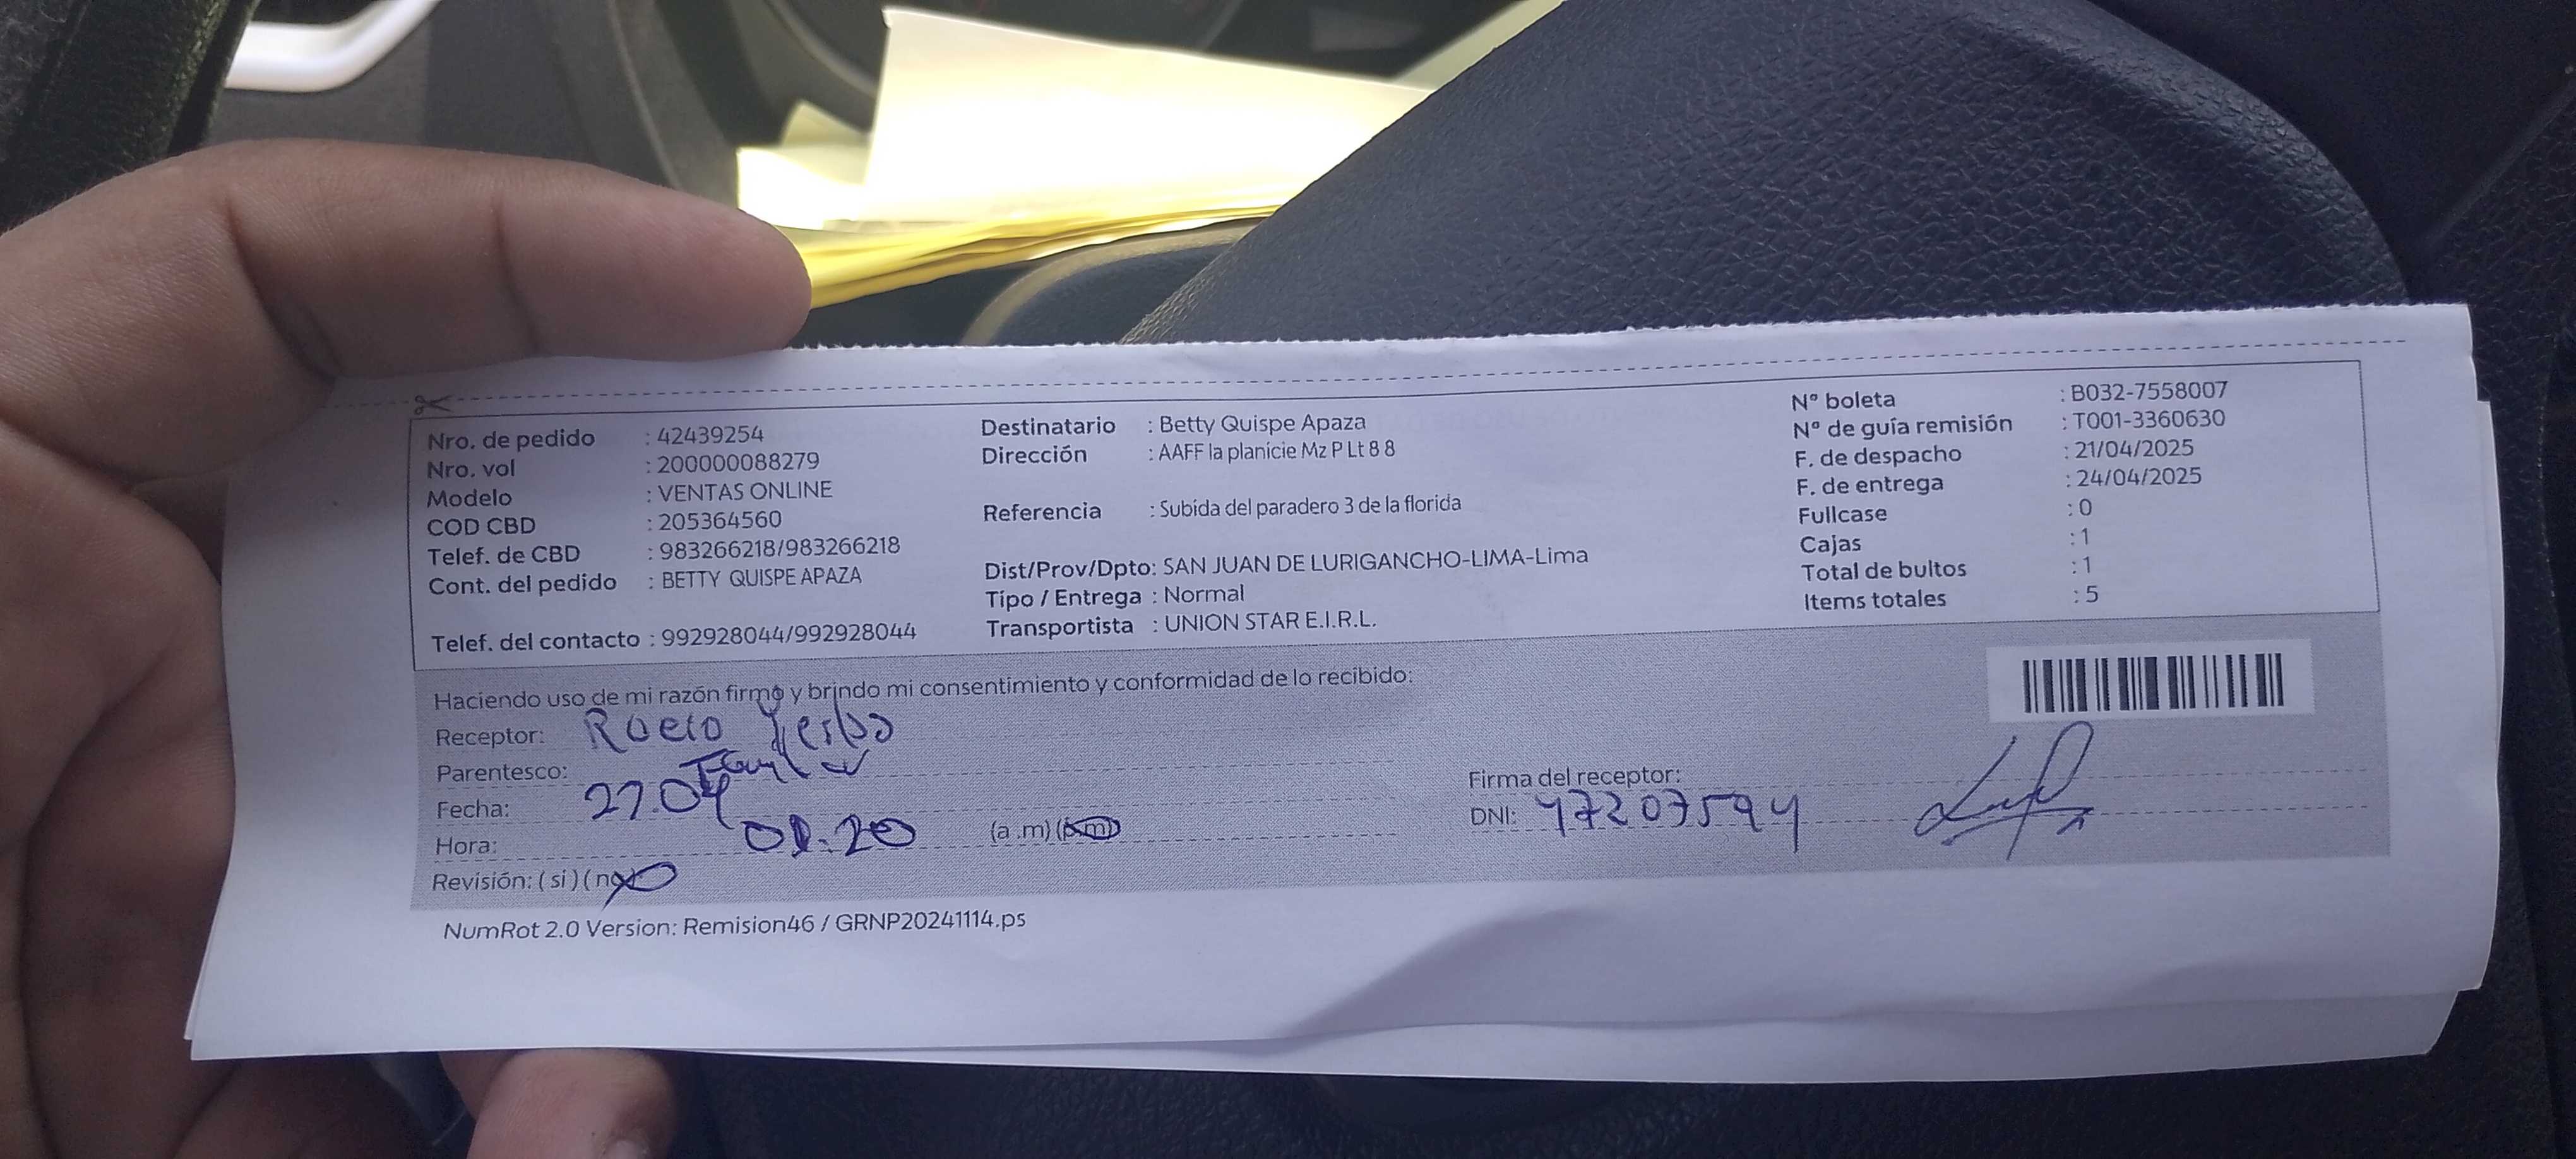 Nro. de pedido : 42439254
Nro. vol : 200000088279
Modelo : VENTAS ONLINE
COD CBD : 205364560
Telef. de CBD : 983266218/983266218
Cont. del pedido : BETTY QUISPE APAZA
Telef. del contacto : 992928044/992928044
Destinatario : Betty Quispe Apaza
Dirección : AAFF la planicie Mz P Lt 8 8
Referencia : Subida del paradero 3 de la florida
Dist/Prov/Dpto: SAN JUAN DE LURIGANCHO-LIMA-Lima
Tipo / Entrega : Normal
Transportista : UNION STAR E.I.R.L.
Nº boleta : B032-7558007
Nº de guía remisión : T001-3360630
F. de despacho : 21/04/2025
F. de entrega : 24/04/2025
Fullcase : 0
Cajas : 1
Total de bultos : 1
Items totales : 5
Haciendo uso de mi razón firmo y brindo mi consentimiento y conformidad de lo recibido:
Receptor:
Parentesco: Familiar
Fecha: 27.04
Hora: 01.20 (a .m) (p.m)
Revisión: ( si ) ( no )
Firma del receptor:
DNI: 47207594
NumRot 2.0 Version: Remision46 / GRNP20241114.ps